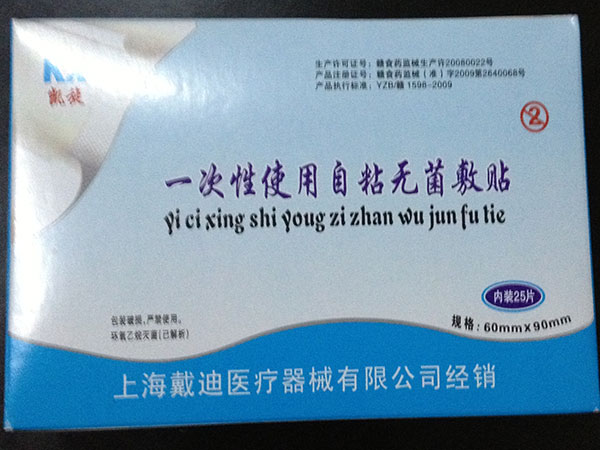 生产许可证号：赣食药监械生产许20080022号
产品注册证号：赣食药监械（准）字2009第2640068号
产品执行标准：YZB/赣 1598-2009
凯旋
2
一次性使用自粘无菌敷贴
yi ci xing shi youg zi zhan wu jun fu tie
内装25片
规格：60mm×90mm
包装破损，严禁使用。
环氧乙烷灭菌(已解析)
上海戴迪医疗器械有限公司经销